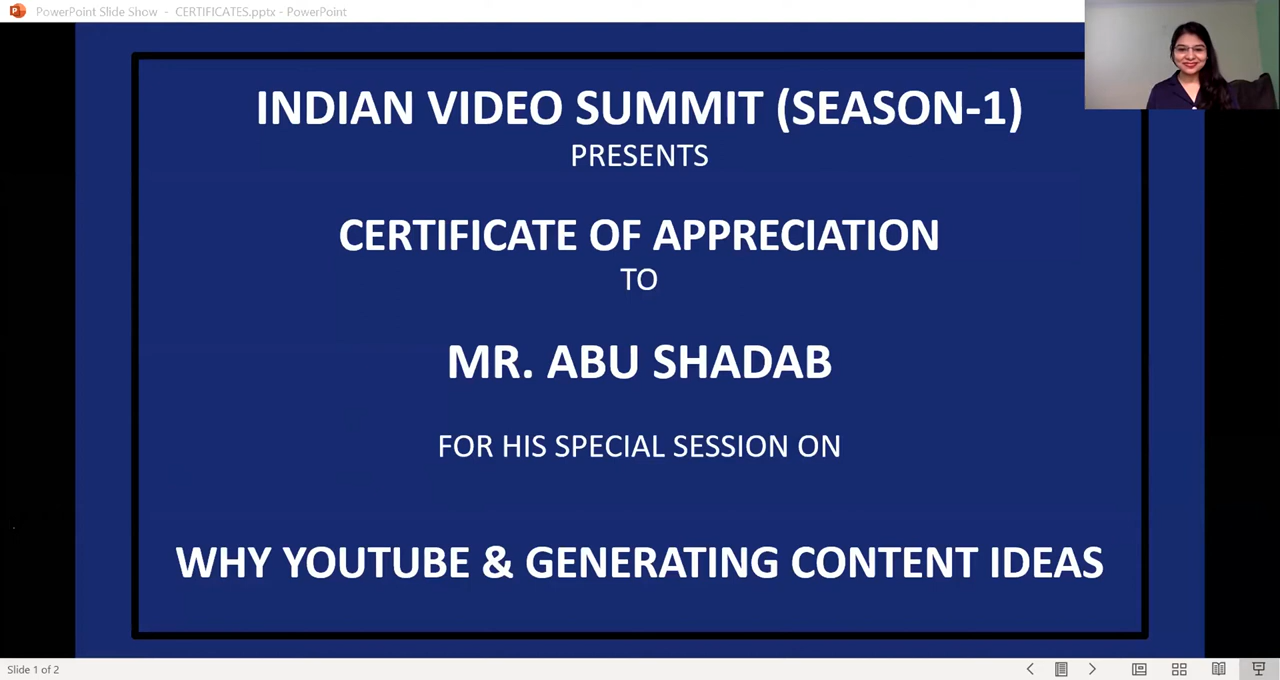 PowerPoint Slide Show - CERTIFICATES.pptx - PowerPoint
INDIAN VIDEO SUMMIT (SEASON-1)
PRESENTS
CERTIFICATE OF APPRECIATION
TO
MR. ABU SHADAB
FOR HIS SPECIAL SESSION ON
WHY YOUTUBE & GENERATING CONTENT IDEAS
Slide 1 of 2